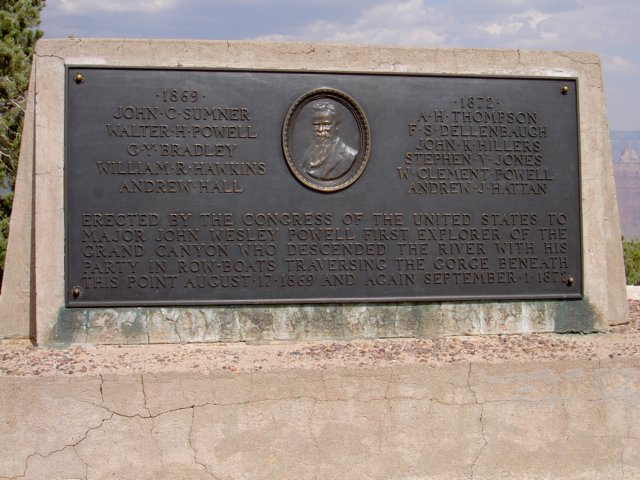 ·1869·
JOHN·C·SUMNER
WALTER·H·POWELL
G·Y·BRADLEY
WILLIAM·R·HAWKINS
ANDREW·HALL
·1872·
A·H·THOMPSON
F·S·DELLENBAUGH
JOHN·K·HILLERS
STEPHEN·V·JONES
W·CLEMENT·POWELL
ANDREW·J·HATTAN
ERECTED BY THE CONGRESS OF THE UNITED STATES TO
MAJOR JOHN WESLEY POWELL FIRST EXPLORER OF THE
GRAND CANYON WHO DESCENDED THE RIVER WITH HIS
PARTY IN ROW-BOATS TRAVERSING THE GORGE BENEATH
THIS POINT AUGUST·17·1869 AND AGAIN SEPTEMBER·1·1872